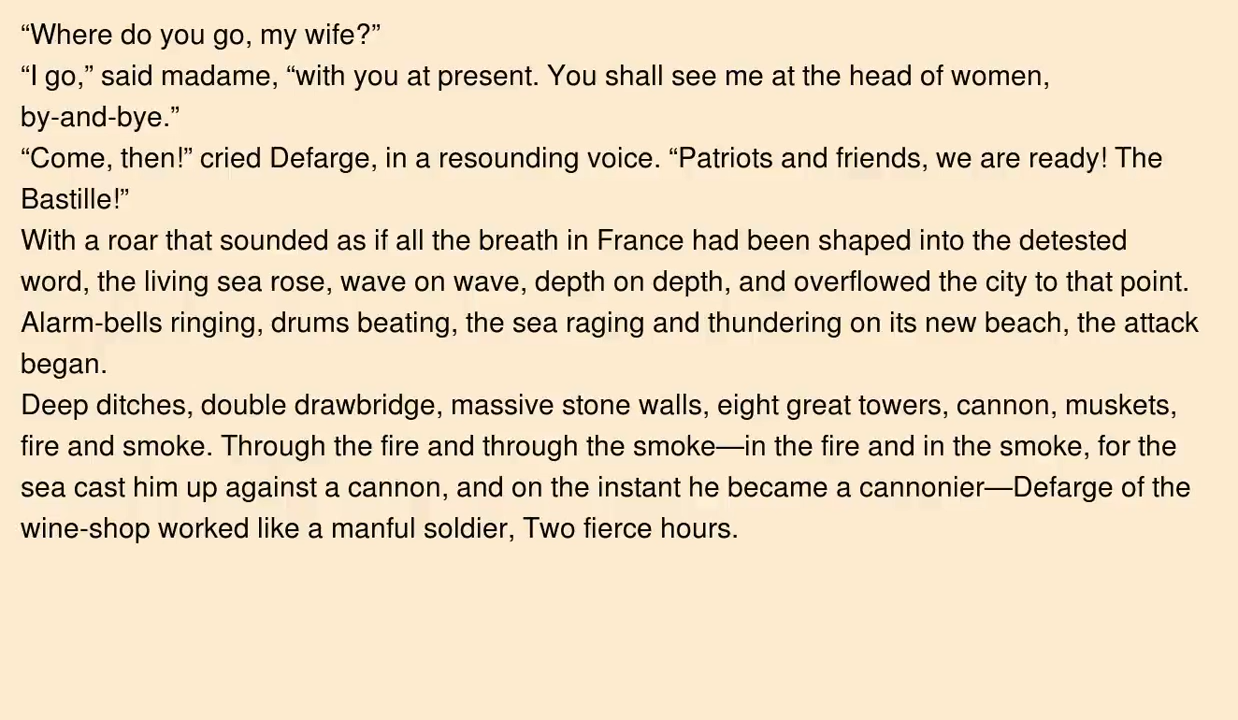 “Where do you go, my wife?”
“I go,” said madame, “with you at present. You shall see me at the head of women,
by-and-bye.”
“Come, then!” cried Defarge, in a resounding voice. “Patriots and friends, we are ready! The
Bastille!”
With a roar that sounded as if all the breath in France had been shaped into the detested
word, the living sea rose, wave on wave, depth on depth, and overflowed the city to that point.
Alarm-bells ringing, drums beating, the sea raging and thundering on its new beach, the attack
began.
Deep ditches, double drawbridge, massive stone walls, eight great towers, cannon, muskets,
fire and smoke. Through the fire and through the smoke—in the fire and in the smoke, for the
sea cast him up against a cannon, and on the instant he became a cannonier—Defarge of the
wine-shop worked like a manful soldier, Two fierce hours.